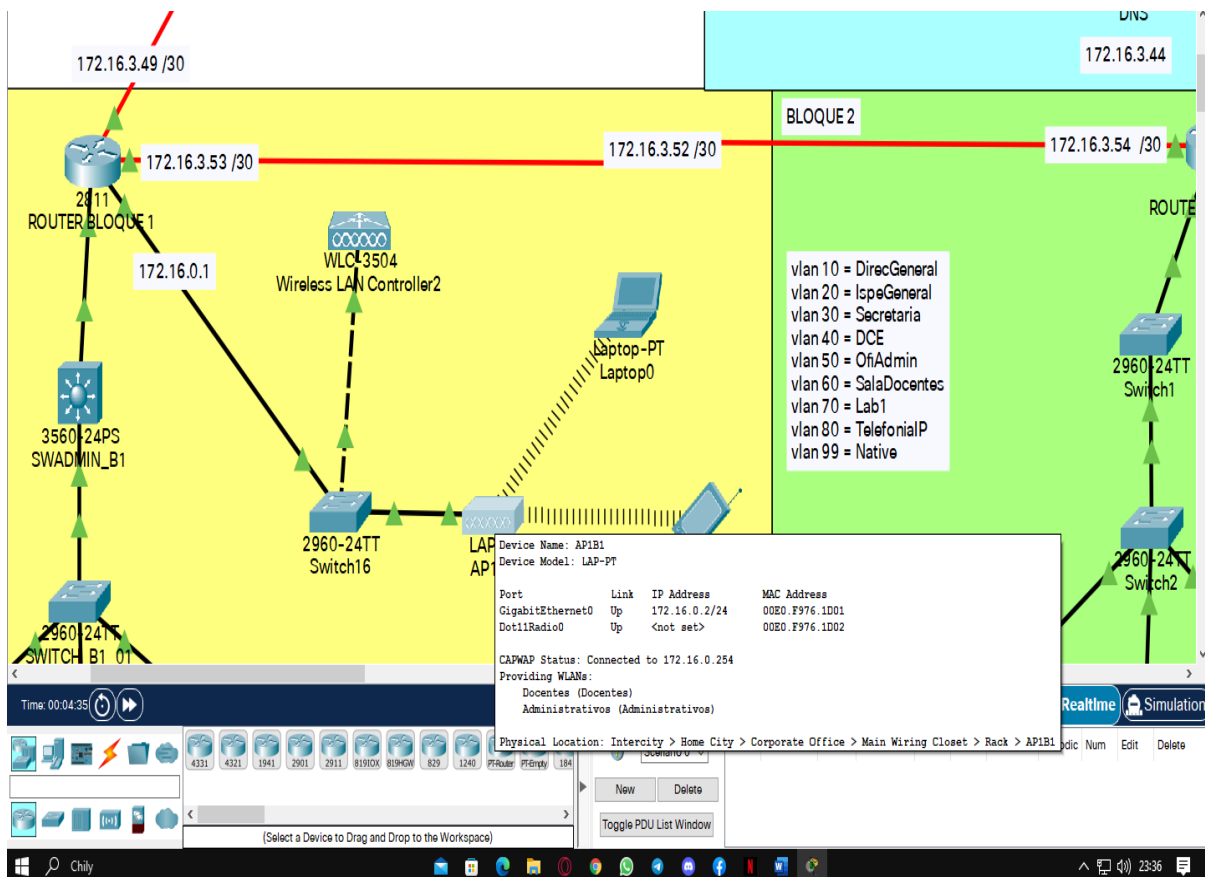 DNS
172.16.3.44
172.16.3.49 /30
BLOQUE 2
172.16.3.53 /30
172.16.3.52 /30
172.16.3.54 /30
2811
ROUTER BLOQUE 1
ROUTE
172.16.0.1
WLC-3504
Wireless LAN Controller2
vlan 10 = DirecGeneral
vlan 20 = IspeGeneral
vlan 30 = Secretaria
vlan 40 = DCE
vlan 50 = OfiAdmin
vlan 60 = SalaDocentes
vlan 70 = Lab1
vlan 80 = TelefoniaIP
vlan 99 = Native
Laptop-PT
Laptop0
2960-24TT
Switch1
3560-24PS
SWADMIN_B1
2960-24TT
Switch16
LAP
AP1
2960-24TT
Switch2
2960-24TT
SWITCH_B1_01
Device Name: AP1B1
Device Model: LAP-PT
Port Link IP Address MAC Address
GigabitEthernet0 Up 172.16.0.2/24 00E0.F976.1D01
Dot11Radio0 Up <not set> 00E0.F976.1D02
CAPWAP Status: Connected to 172.16.0.254
Providing WLANs:
Docentes (Docentes)
Administrativos (Administrativos)
Physical Location: Intercity > Home City > Corporate Office > Main Wiring Closet > Rack > AP1B1
Time: 00:04:35
Realtime
Simulation
4331 4321 1941 2901 2911 819IOX 819HGW 829 1240 PT-Router PT-Empty 184
Scenario 0
odic Num Edit Delete
New Delete
Toggle PDU List Window
(Select a Device to Drag and Drop to the Workspace)
Chily
23:36